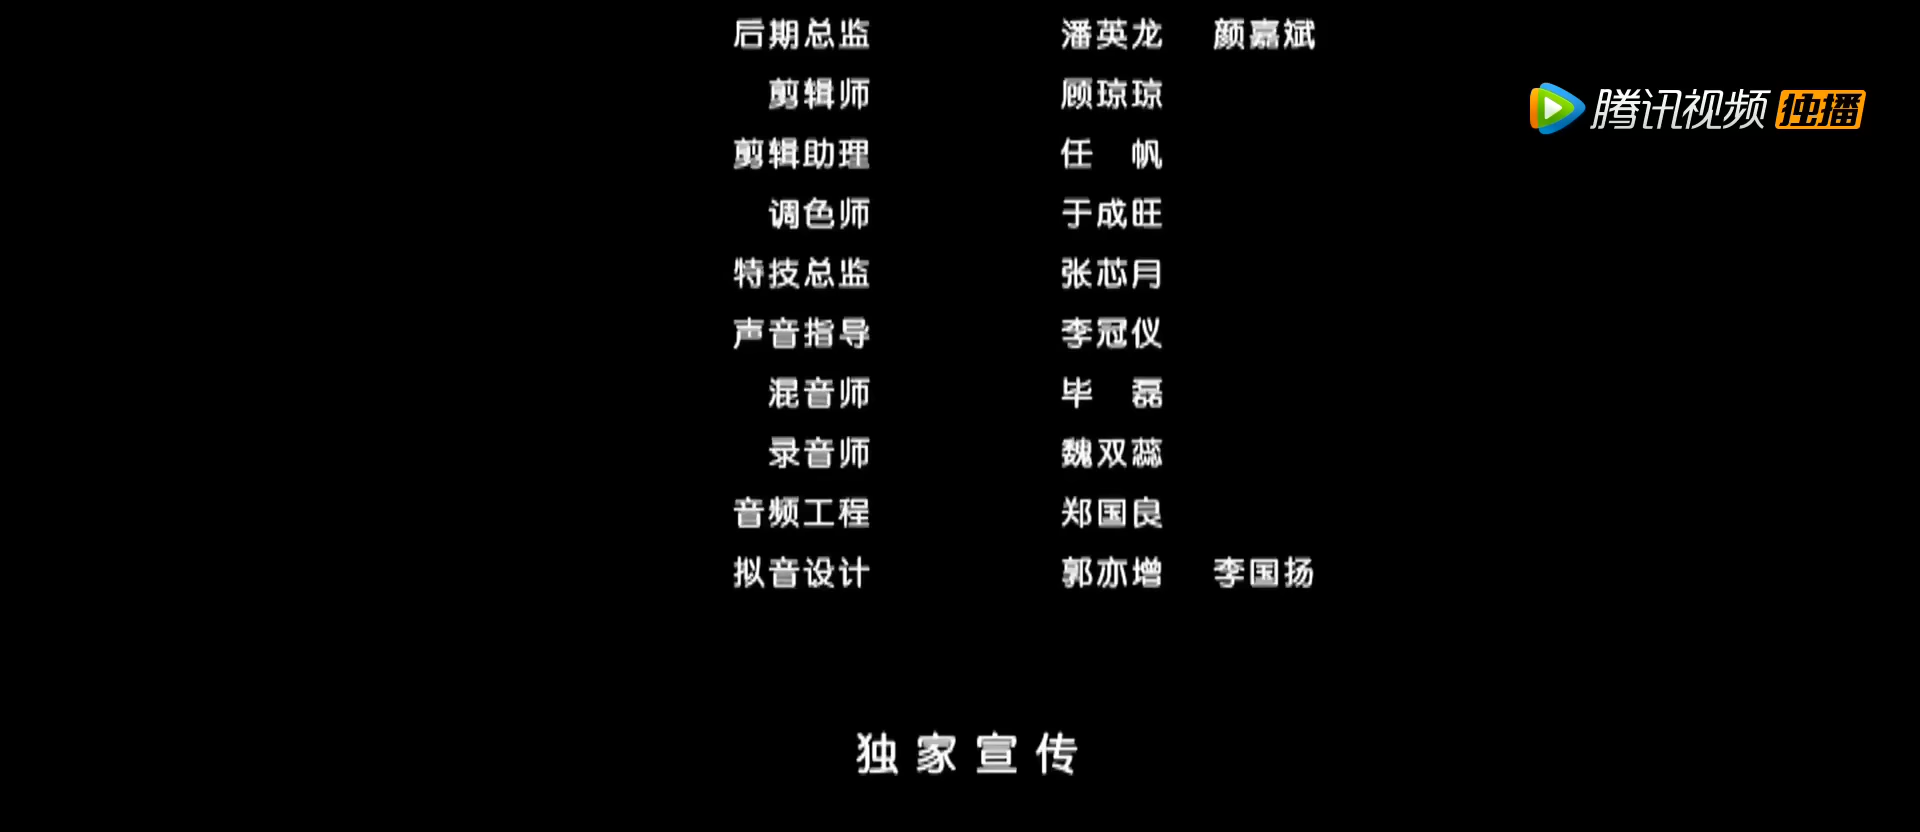 后期总监 潘英龙 颜嘉斌
剪辑师 顾琼琼
腾讯视频 独播
剪辑助理 任 帆
调色师 于成旺
特技总监 张芯月
声音指导 李冠仪
混音师 毕 磊
录音师 魏双蕊
音频工程 郑国良
拟音设计 郭亦增 李国扬
独家宣传